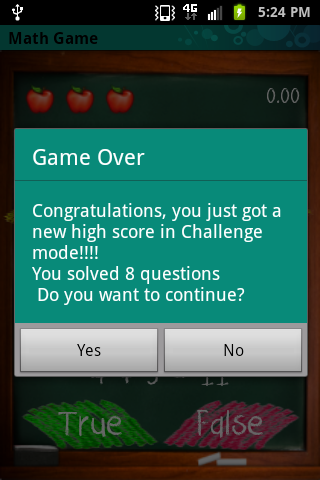 4G 5:24 PM
Math Game
0.00
Game Over
Congratulations, you just got a
new high score in Challenge
mode!!!!
You solved 8 questions
Do you want to continue?
Yes No
True False